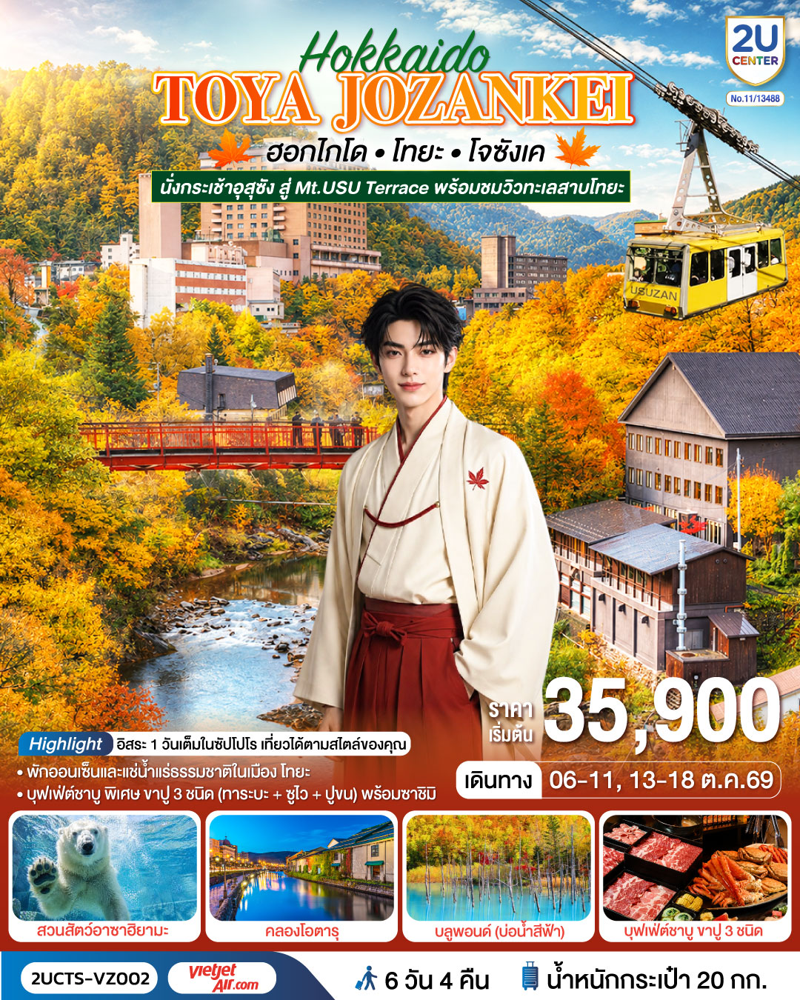 Hokkaido
2U
CENTER
No.11/13488
TOYA JOZANKEI
ฮอกไกโด • โทยะ • โจซังเค
นั่งกระเช้าอุสุซัง สู่ Mt.USU Terrace พร้อมชมวิวทะเลสาบโทยะ
USUZAN
ราคา
เริ่มต้น
35,900
Highlight อิสระ 1 วันเต็มในซัปโปโร เที่ยวได้ตามสไตล์ของคุณ
• พักออนเซ็นและแช่น้ำแร่ธรรมชาติในเมือง โทยะ
• บุฟเฟ่ต์ชาบู พิเศษ ขาปู 3 ชนิด (ทาระบะ + ซูไว + ปูขน) พร้อมซาชิมิ
เดินทาง 06-11, 13-18 ต.ค.69
สวนสัตว์อาซาฮิยามะ
คลองโอตารุ
บลูพอนด์ (บ่อน้ำสีฟ้า)
บุฟเฟ่ต์ชาบู ขาปู 3 ชนิด
2UCTS-VZ002
vietjet
Air.com
6 วัน 4 คืน
น้ำหนักกระเป๋า 20 กก.